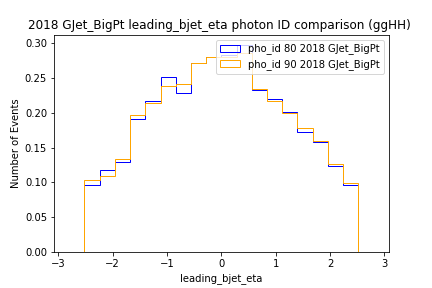 2018 GJet_BigPt leading_bjet_eta photon ID comparison (ggHH)
pho_id 80 2018 GJet_BigPt
pho_id 90 2018 GJet_BigPt
Number of Events
0.30
0.25
0.20
0.15
0.10
0.05
0.00
−3 −2 −1 0 1 2 3
leading_bjet_eta